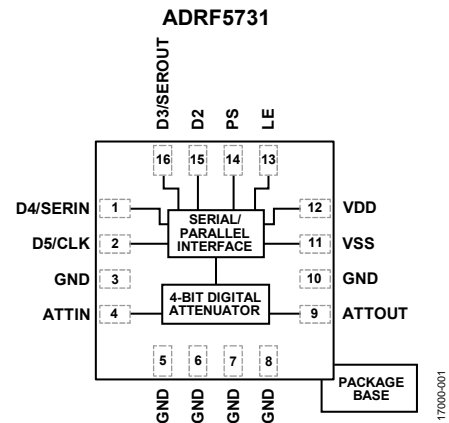 ADRF5731
D3/SEROUT
D2
PS
LE
16
15
14
13
D4/SERIN
1
SERIAL/
PARALLEL
INTERFACE
12
VDD
D5/CLK
2
11
VSS
GND
3
10
GND
ATTIN
4
4-BIT DIGITAL
ATTENUATOR
9
ATTOUT
5
6
7
8
GND
GND
GND
GND
PACKAGE
BASE
17000-001